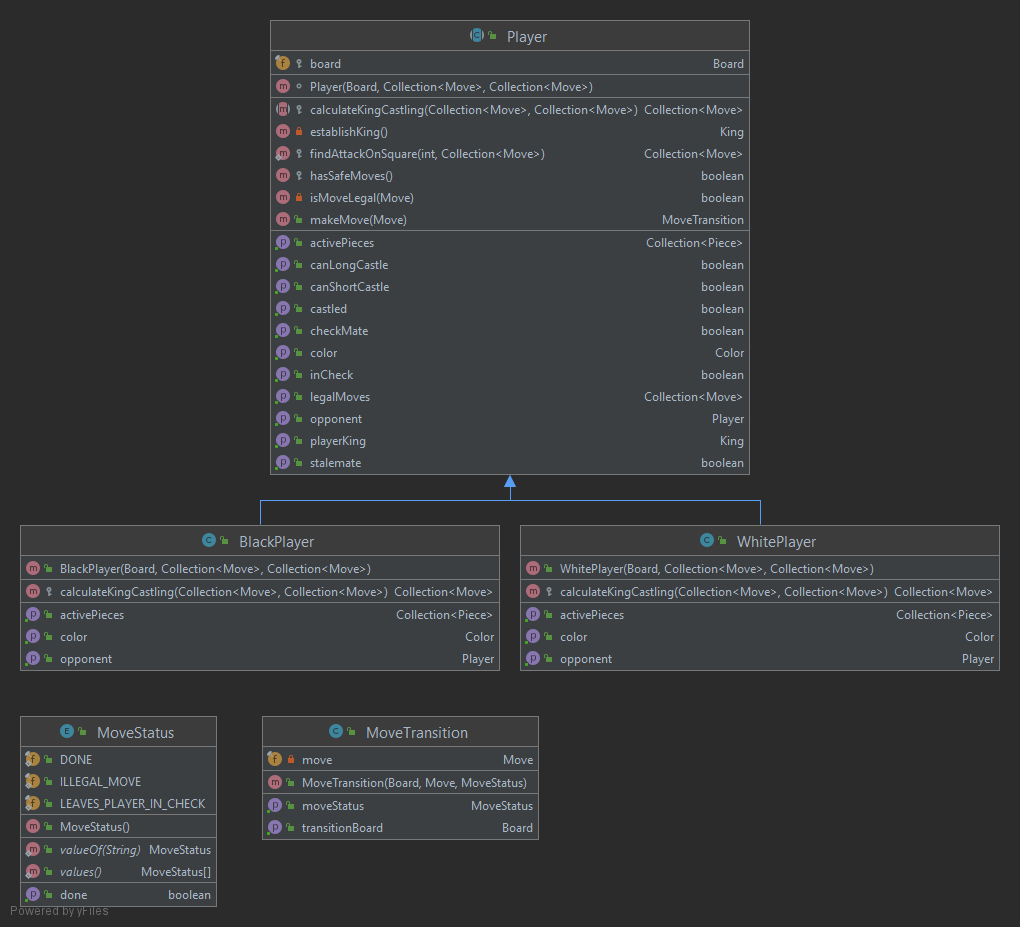 Player
board Board
Player(Board, Collection<Move>, Collection<Move>)
calculateKingCastling(Collection<Move>, Collection<Move>) Collection<Move>
establishKing() King
findAttackOnSquare(int, Collection<Move>) Collection<Move>
hasSafeMoves() boolean
isMoveLegal(Move) boolean
makeMove(Move) MoveTransition
activePieces Collection<Piece>
canLongCastle boolean
canShortCastle boolean
castled boolean
checkMate boolean
color Color
inCheck boolean
legalMoves Collection<Move>
opponent Player
playerKing King
stalemate boolean
BlackPlayer
BlackPlayer(Board, Collection<Move>, Collection<Move>)
calculateKingCastling(Collection<Move>, Collection<Move>) Collection<Move>
activePieces Collection<Piece>
color Color
opponent Player
WhitePlayer
WhitePlayer(Board, Collection<Move>, Collection<Move>)
calculateKingCastling(Collection<Move>, Collection<Move>) Collection<Move>
activePieces Collection<Piece>
color Color
opponent Player
MoveStatus
DONE
ILLEGAL_MOVE
LEAVES_PLAYER_IN_CHECK
MoveStatus()
valueOf(String) MoveStatus
values() MoveStatus[]
done boolean
MoveTransition
move Move
MoveTransition(Board, Move, MoveStatus)
moveStatus MoveStatus
transitionBoard Board
Powered by yFiles